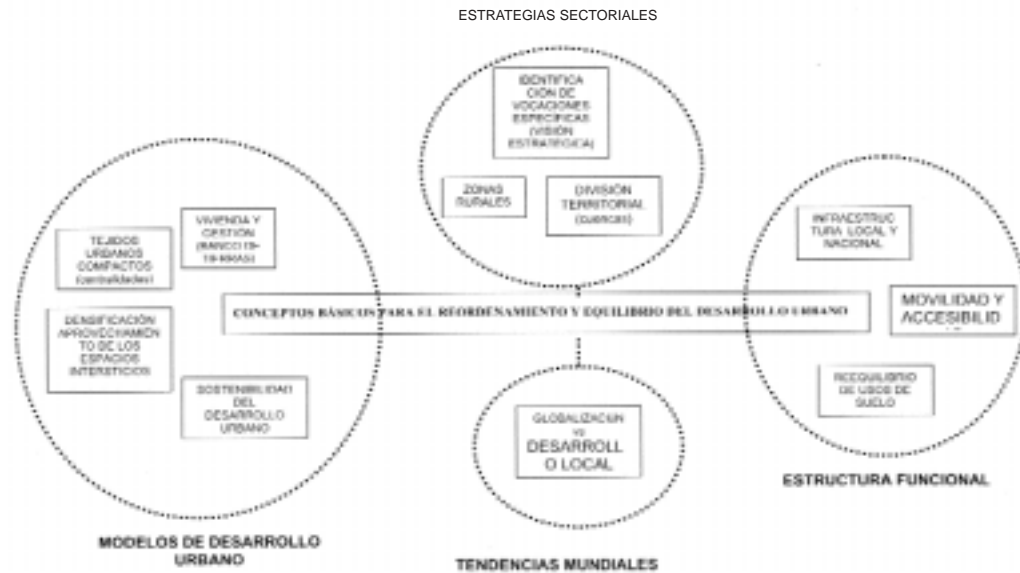 ESTRATEGIAS SECTORIALES
IDENTIFICA
CIÓN DE
VOCACIONES
ESPECÍFICAS
(VISIÓN
ESTRATÉGICA)
ZONAS
RURALES
DIVISIÓN
TERRITORIAL
(cuencas)
VIVIENDA Y
GESTIÓN
TEJIDOS
URBANOS
COMPACTOS
(centralidades)
DENSIFICACIÓN
APROVECHAMIEN
TO DE LOS
ESPACIOS
INTERSTICIOS
SOSTENIBILIDAD
DEL
DESARROLLO
URBANO
CONCEPTOS BÁSICOS PARA EL REORDENAMIENTO Y EQUILIBRIO DEL DESARROLLO URBANO
INFRAESTRUC
TURA LOCAL Y
NACIONAL
MOVILIDAD Y
ACCESIBILID
REEQUILIBRIO
DE USOS DE
SUELO
GLOBALIZACIÓN
vs
DESARROLL
O LOCAL
ESTRUCTURA FUNCIONAL
MODELOS DE DESARROLLO
URBANO
TENDENCIAS MUNDIALES